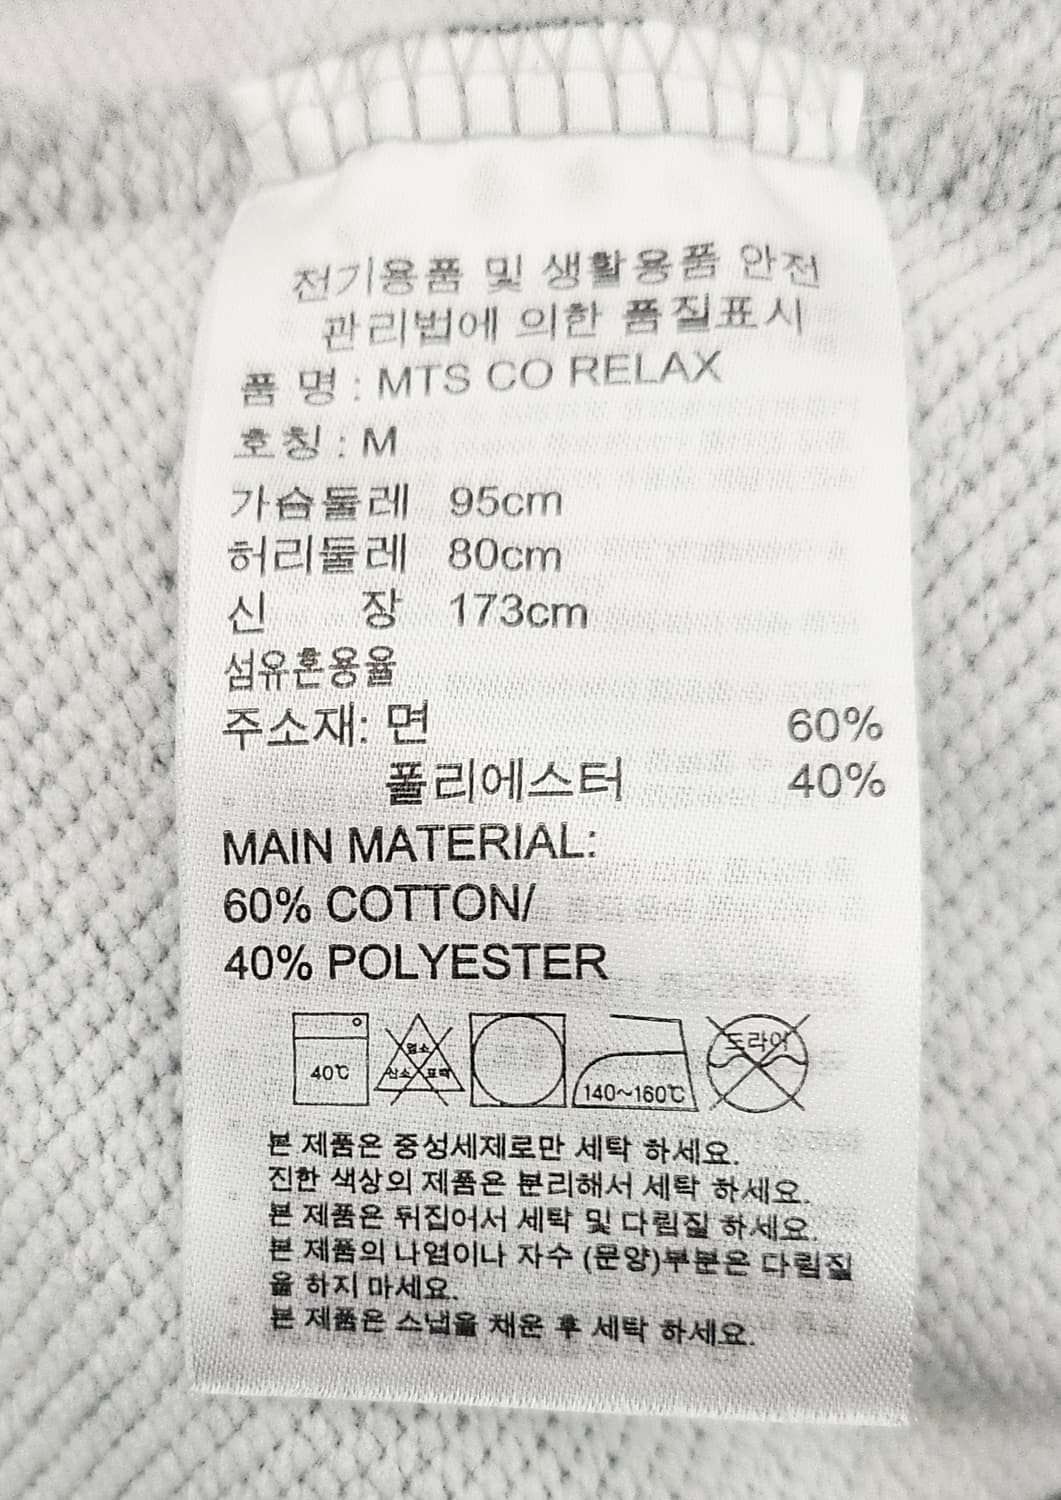 전기용품 및 생활용품 안전
관리법에 의한 품질표시
품 명 : MTS CO RELAX
호칭 : M
가슴둘레 95cm
허리둘레 80cm
신 장 173cm
섬유혼용율
주소재: 면 60%
폴리에스터 40%
MAIN MATERIAL:
60% COTTON/
40% POLYESTER
40℃ 염소 산소 표백 140~160℃ 드라이
본 제품은 중성세제로만 세탁 하세요.
진한 색상의 제품은 분리해서 세탁 하세요.
본 제품은 뒤집어서 세탁 및 다림질 하세요.
본 제품의 나염이나 자수 (문양)부분은 다림질
을 하지 마세요.
본 제품은 스냅을 채운 후 세탁 하세요.